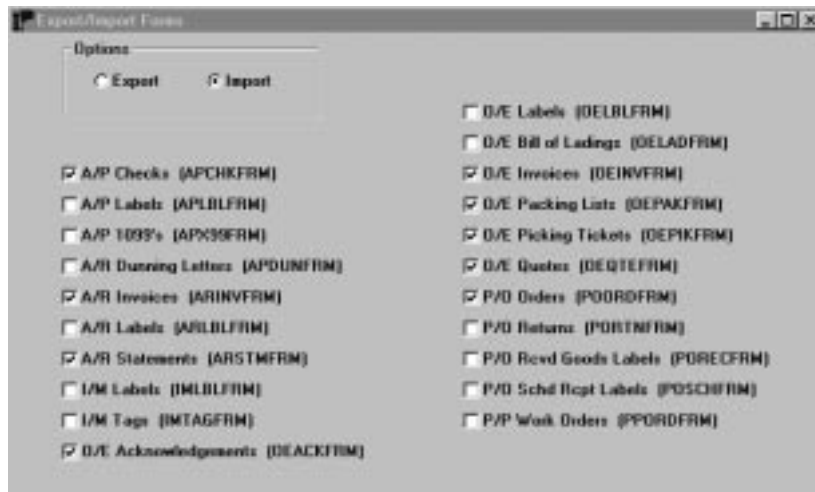 Export/Import Forms
Options
Export
Import
A/P Checks (APCHKFRM)
A/P Labels (APLBLFRM)
A/P 1099's (APX99FRM)
A/R Dunning Letters (APDUNFRM)
A/R Invoices (ARINVFRM)
A/R Labels (ARLBLFRM)
A/R Statements (ARSTMFRM)
I/M Labels (IMLBLFRM)
I/M Tags (IMTAGFRM)
O/E Acknowledgements (OEACKFRM)
O/E Labels (OELBLFRM)
O/E Bill of Ladings (OELADFRM)
O/E Invoices (OEINVFRM)
O/E Packing Lists (OEPAKFRM)
O/E Picking Tickets (OEPIKFRM)
O/E Quotes (OEQTEFRM)
P/O Orders (POORDFRM)
P/O Returns (PORTNFRM)
P/O Rcvd Goods Labels (PORECFRM)
P/O Schd Rcpt Labels (POSCHFRM)
P/P Work Orders (PPORDFRM)